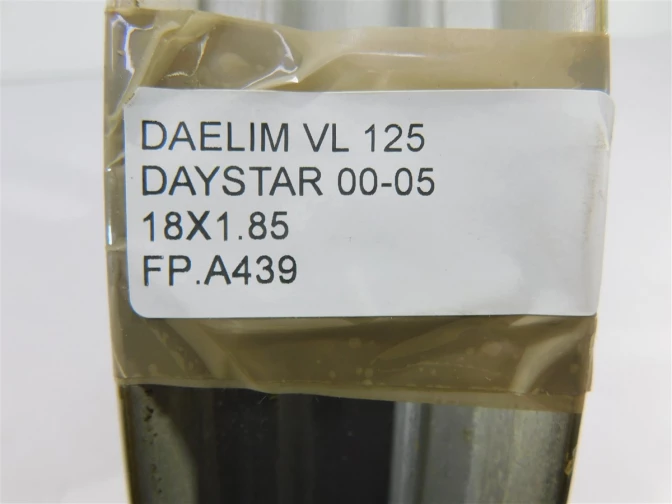 DAELIM VL 125
DAYSTAR 00-05
18X1.85
FP.A439